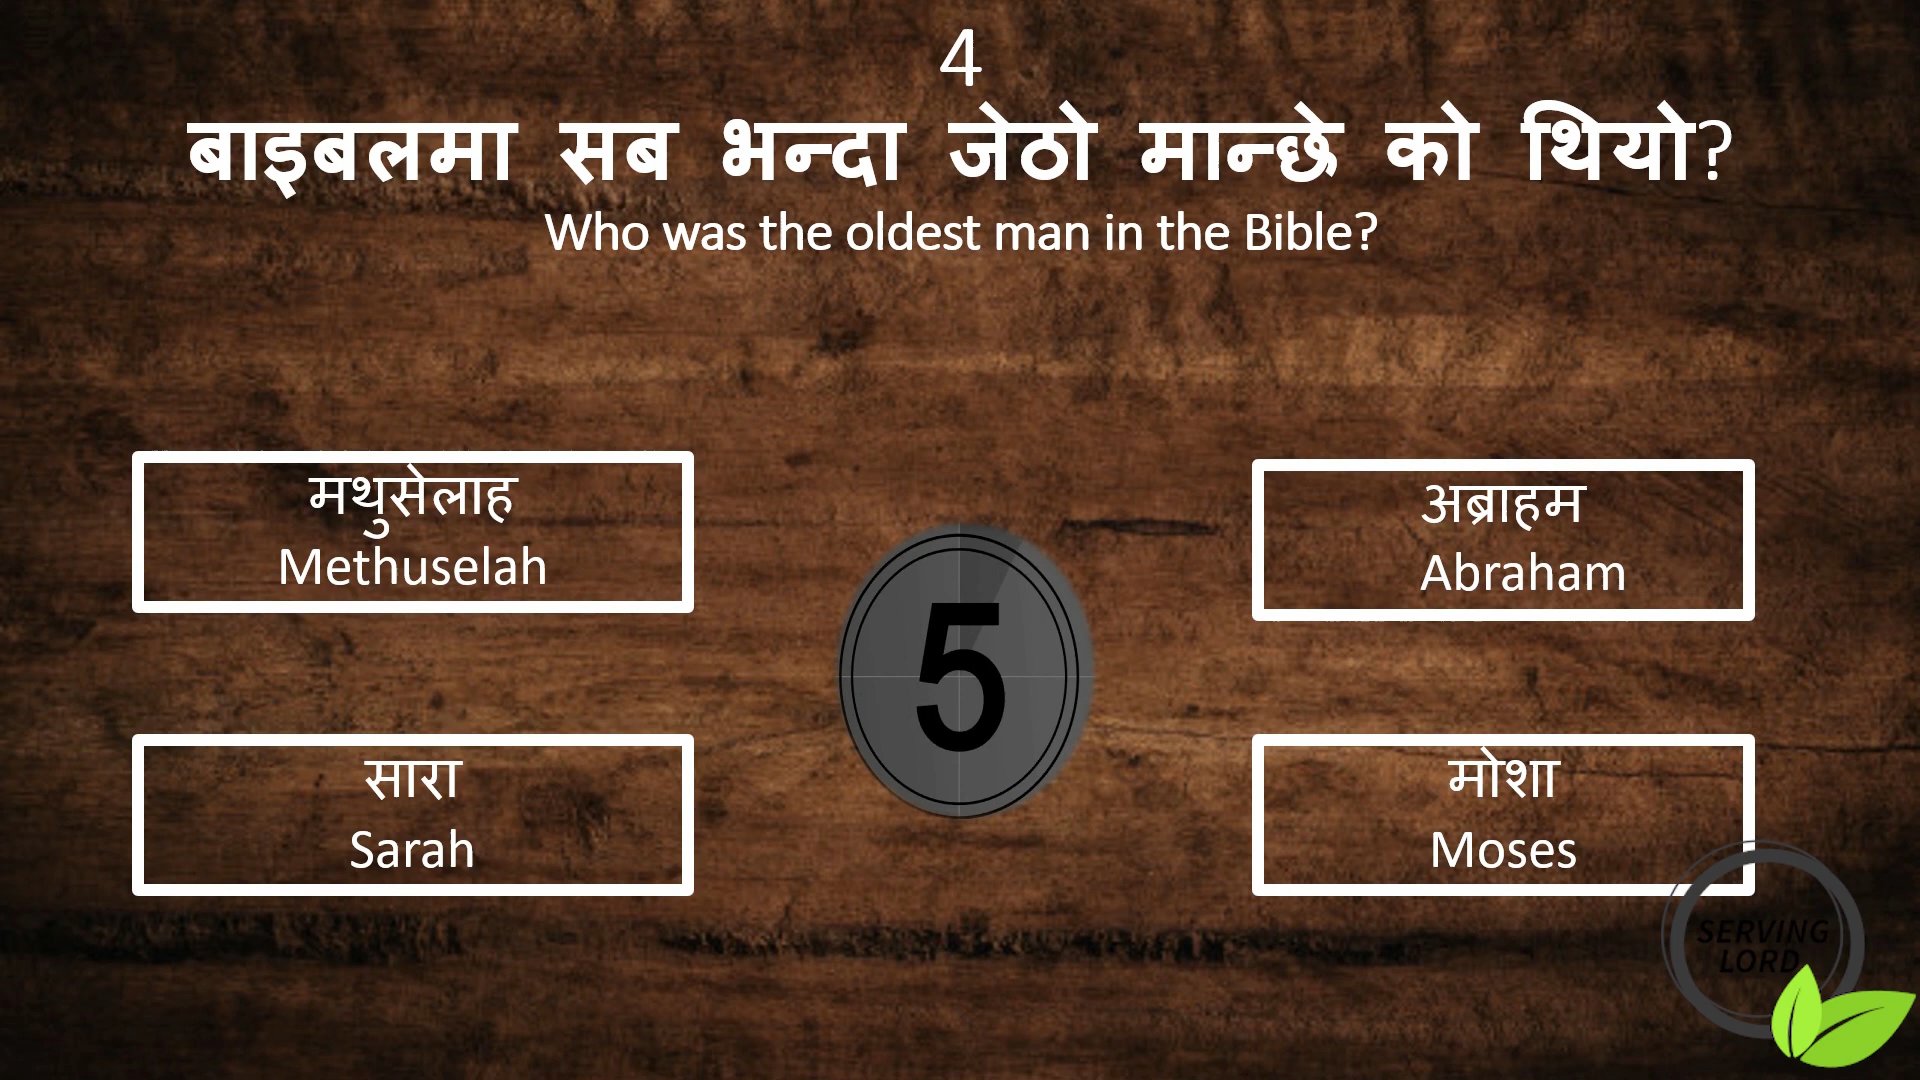 4
बाइबलमा सब भन्दा जेठो मान्छे को थियो?
Who was the oldest man in the Bible?
मथुसेलाह
Methuselah
अब्राहम
Abraham
5
सारा
Sarah
मोशा
Moses
SERVING
LORD